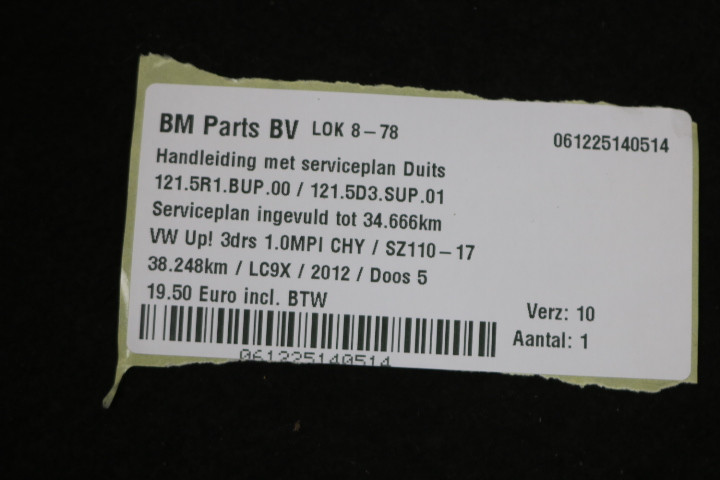 BM Parts BV LOK 8-78
061225140514
Handleiding met serviceplan Duits
121.5R1.BUP.00 / 121.5D3.SUP.01
Serviceplan ingevuld tot 34.666km
VW Up! 3drs 1.0MPI CHY / SZ110-17
38.248km / LC9X / 2012 / Doos 5
19.50 Euro incl. BTW
Verz: 10
Aantal: 1
061225140514